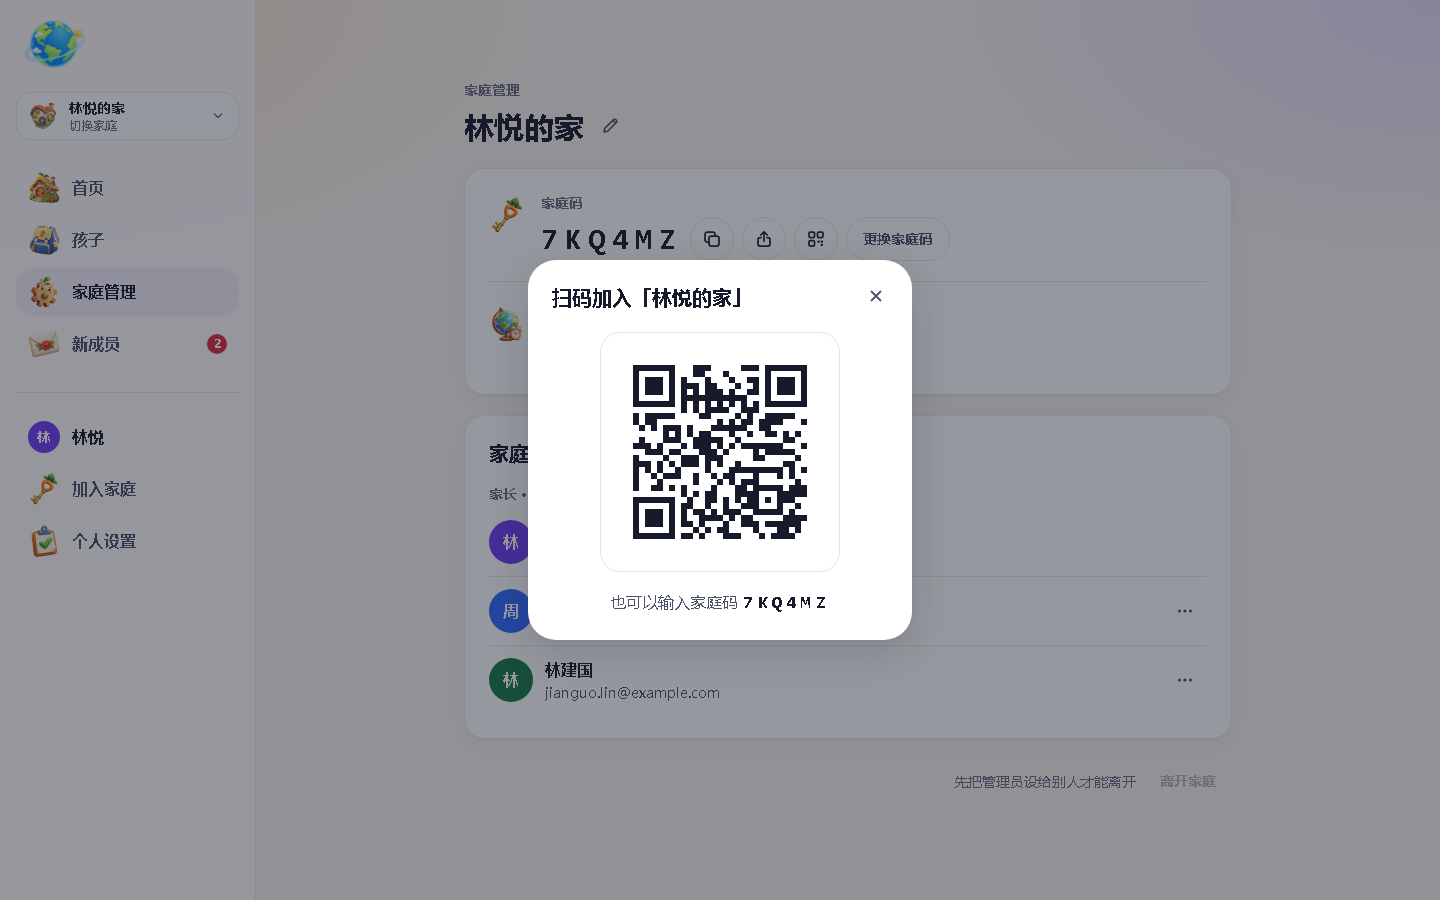 林悦的家
切换家庭
首页
孩子
家庭管理
新成员
2
林
林悦
加入家庭
个人设置
家庭管理
林悦的家
家庭码
7KQ4MZ
更换家庭码
扫码加入「林悦的家」
也可以输入家庭码 7KQ4MZ
家庭
家长 •
林
周
林
林建国
jianguo.lin@example.com
先把管理员设给别人才能离开
离开家庭